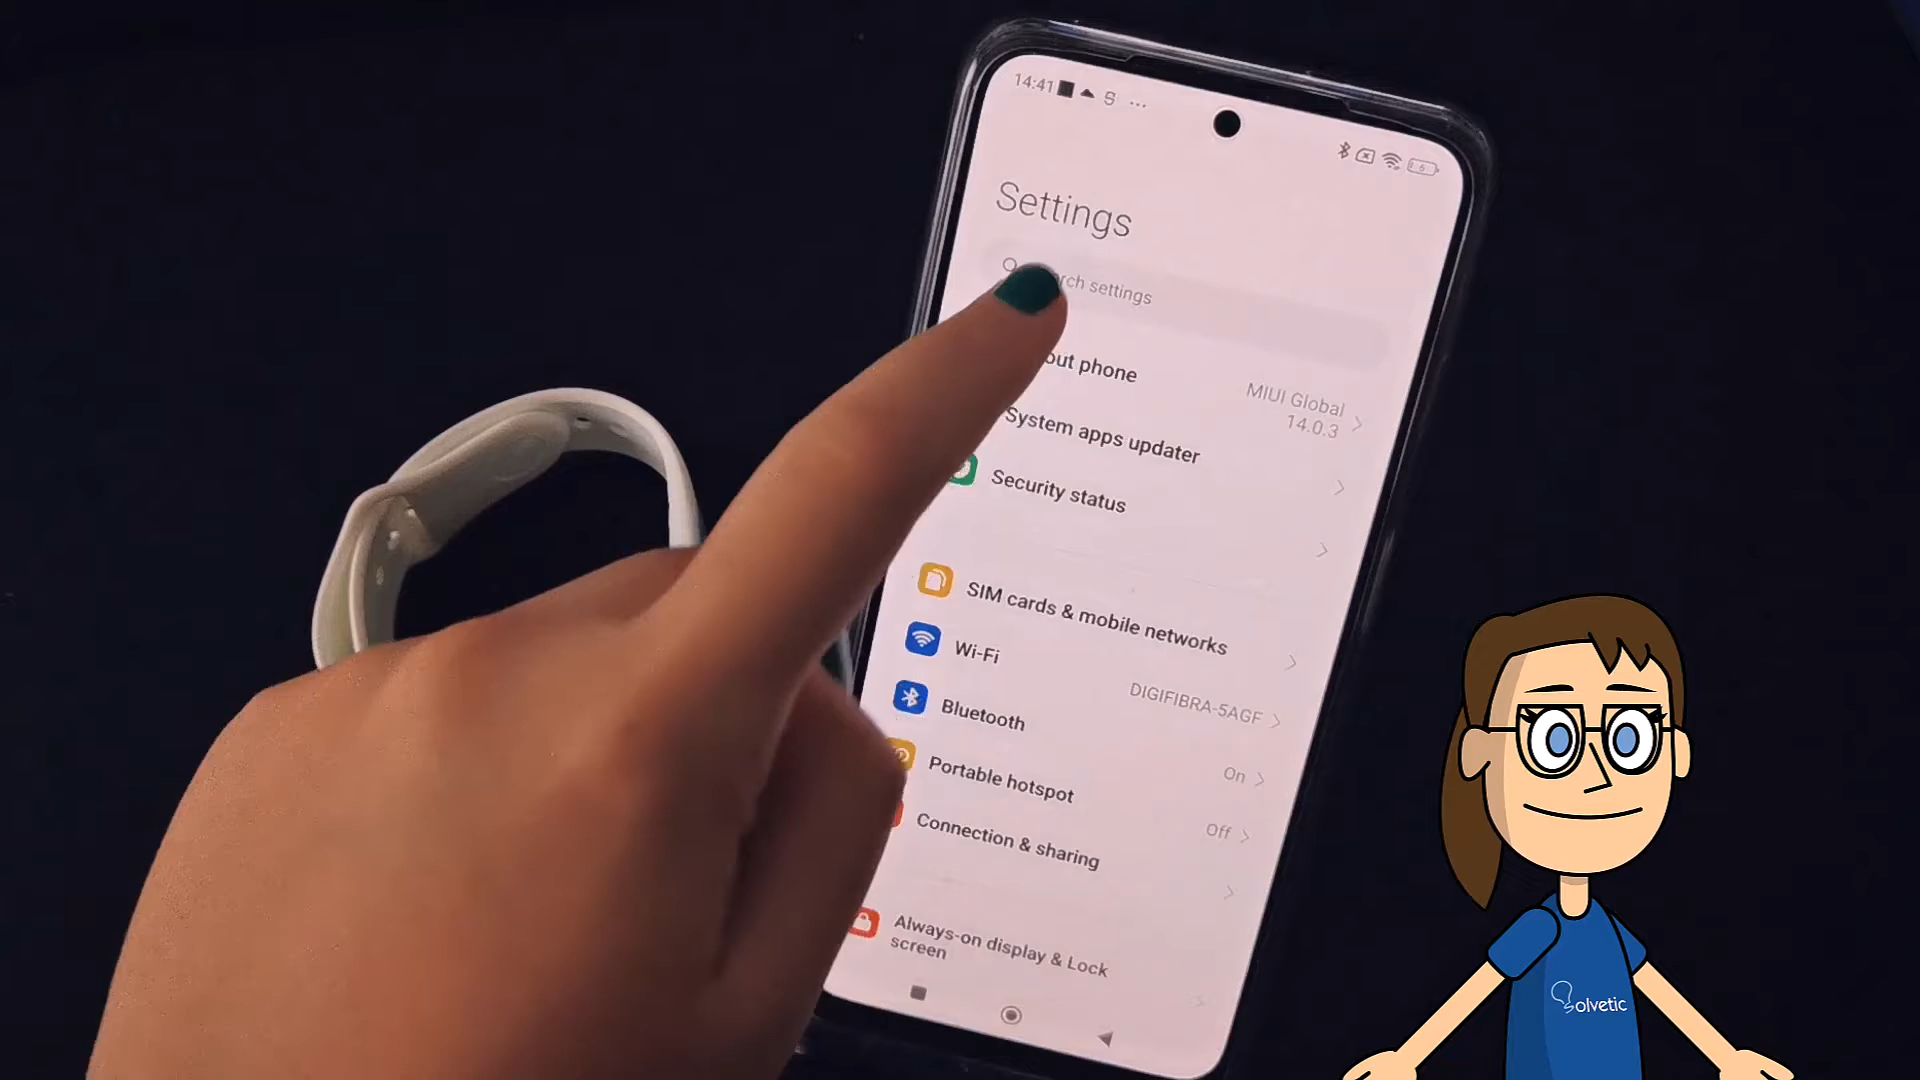 14:41
Settings
rch settings
out phone
MIUI Global
14.0.3
System apps updater
Security status
SIM cards & mobile networks
Wi-Fi
DIGIFIBRA-5AGF
Bluetooth
On
Portable hotspot
Off
Connection & sharing
Always-on display & Lock
screen
Solvetic